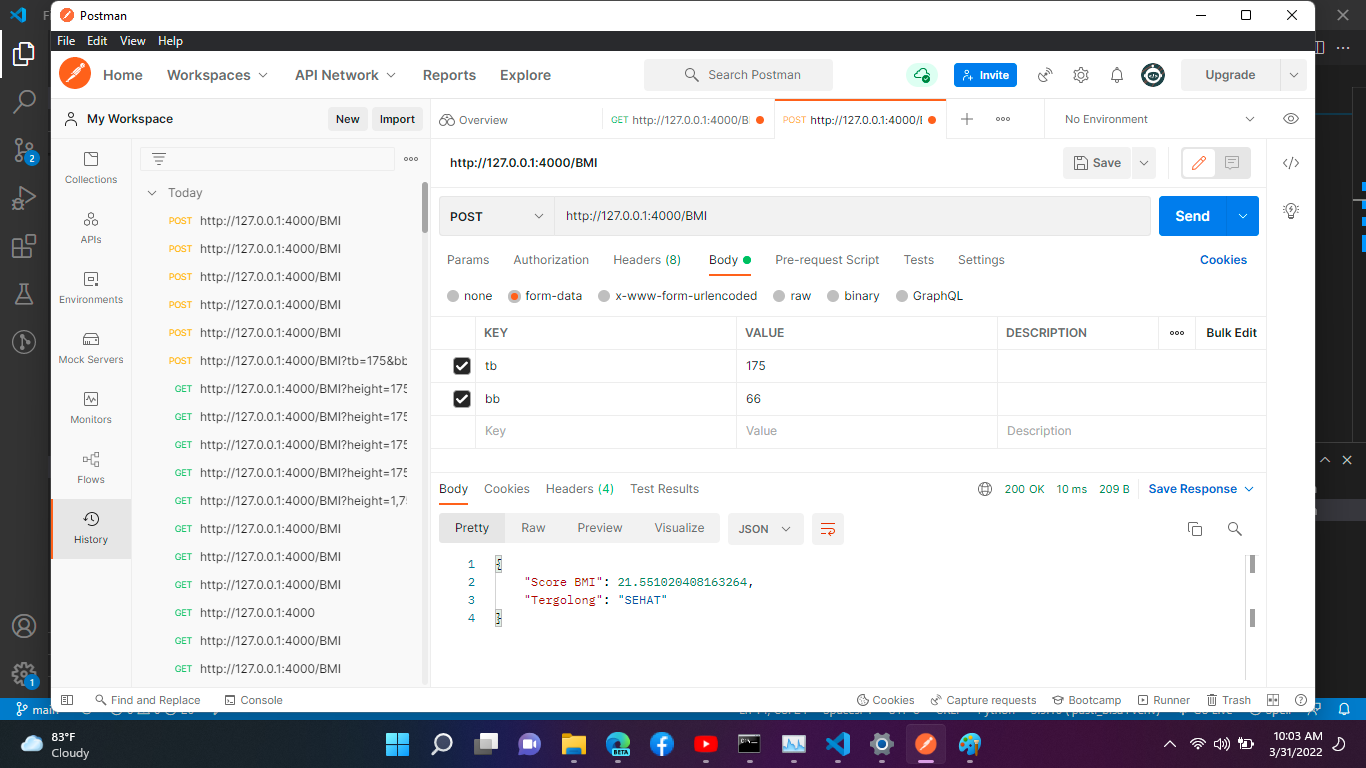 Postman
File Edit View Help
Home Workspaces API Network Reports Explore Search Postman Invite Upgrade
My Workspace New Import Overview GET http://127.0.0.1:4000/B POST http://127.0.0.1:4000/ No Environment
Collections
APIs
Environments
Mock Servers
Monitors
Flows
History
Today
POST http://127.0.0.1:4000/BMI
POST http://127.0.0.1:4000/BMI
POST http://127.0.0.1:4000/BMI
POST http://127.0.0.1:4000/BMI
POST http://127.0.0.1:4000/BMI
POST http://127.0.0.1:4000/BMI?tb=175&bb
GET http://127.0.0.1:4000/BMI?height=175
GET http://127.0.0.1:4000/BMI?height=175
GET http://127.0.0.1:4000/BMI?height=175
GET http://127.0.0.1:4000/BMI?height=175
GET http://127.0.0.1:4000/BMI?height=1,75
GET http://127.0.0.1:4000/BMI
GET http://127.0.0.1:4000/BMI
GET http://127.0.0.1:4000/BMI
GET http://127.0.0.1:4000
GET http://127.0.0.1:4000/BMI
GET http://127.0.0.1:4000/BMI
http://127.0.0.1:4000/BMI Save
POST http://127.0.0.1:4000/BMI Send
Params Authorization Headers (8) Body Pre-request Script Tests Settings Cookies
none form-data x-www-form-urlencoded raw binary GraphQL
KEY VALUE DESCRIPTION Bulk Edit
tb 175
bb 66
Key Value Description
Body Cookies Headers (4) Test Results 200 OK 10 ms 209 B Save Response
Pretty Raw Preview Visualize JSON
1 {
2 "Score BMI": 21.551020408163264,
3 "Tergolong": "SEHAT"
4 }
Find and Replace Console Cookies Capture requests Bootcamp Runner Trash
2
1
main
83°F
Cloudy
BETA
10:03 AM
3/31/2022